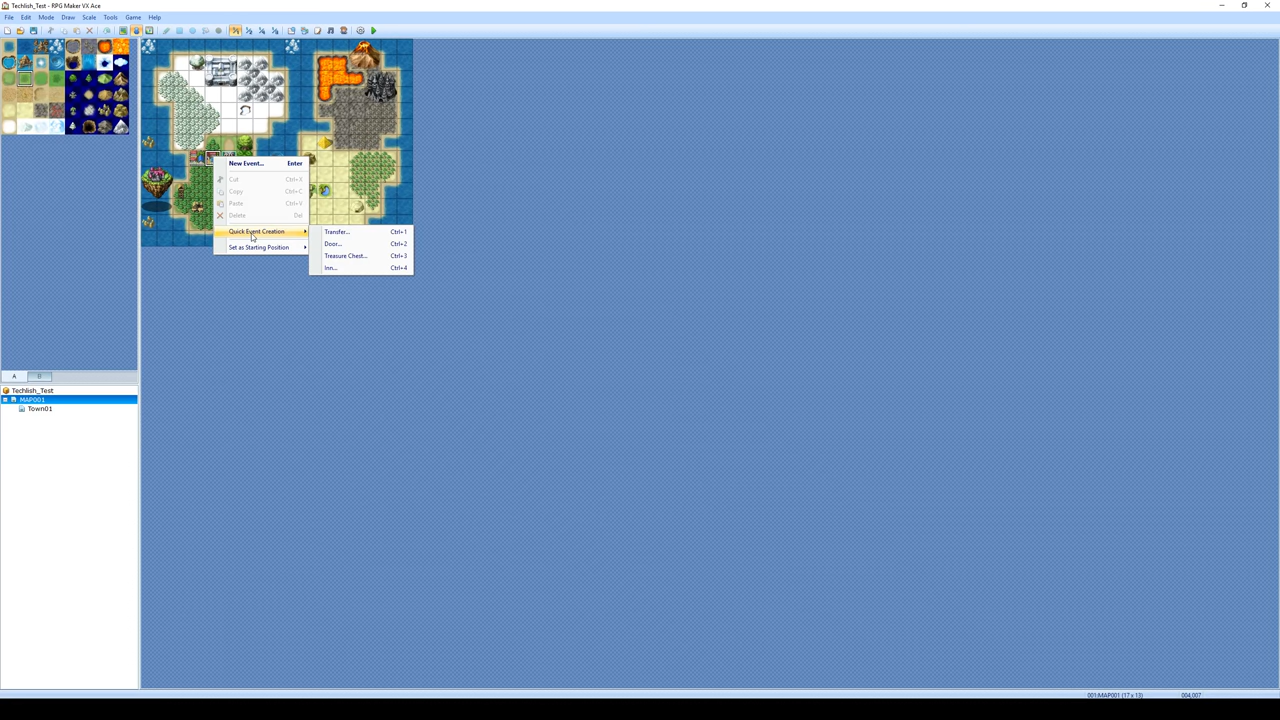 Techlish_Test - RPG Maker VX Ace
File Edit Mode Draw Scale Tools Game Help
New Event... Enter
Cut Ctrl+X
Copy Ctrl+C
Paste Ctrl+V
Delete Del
Quick Event Creation
Set as Starting Position
Transfer... Ctrl+1
Door... Ctrl+2
Treasure Chest... Ctrl+3
Inn... Ctrl+4
A B
Techlish_Test
MAP001
Town01
001:MAP001 (17 x 13) 004,007